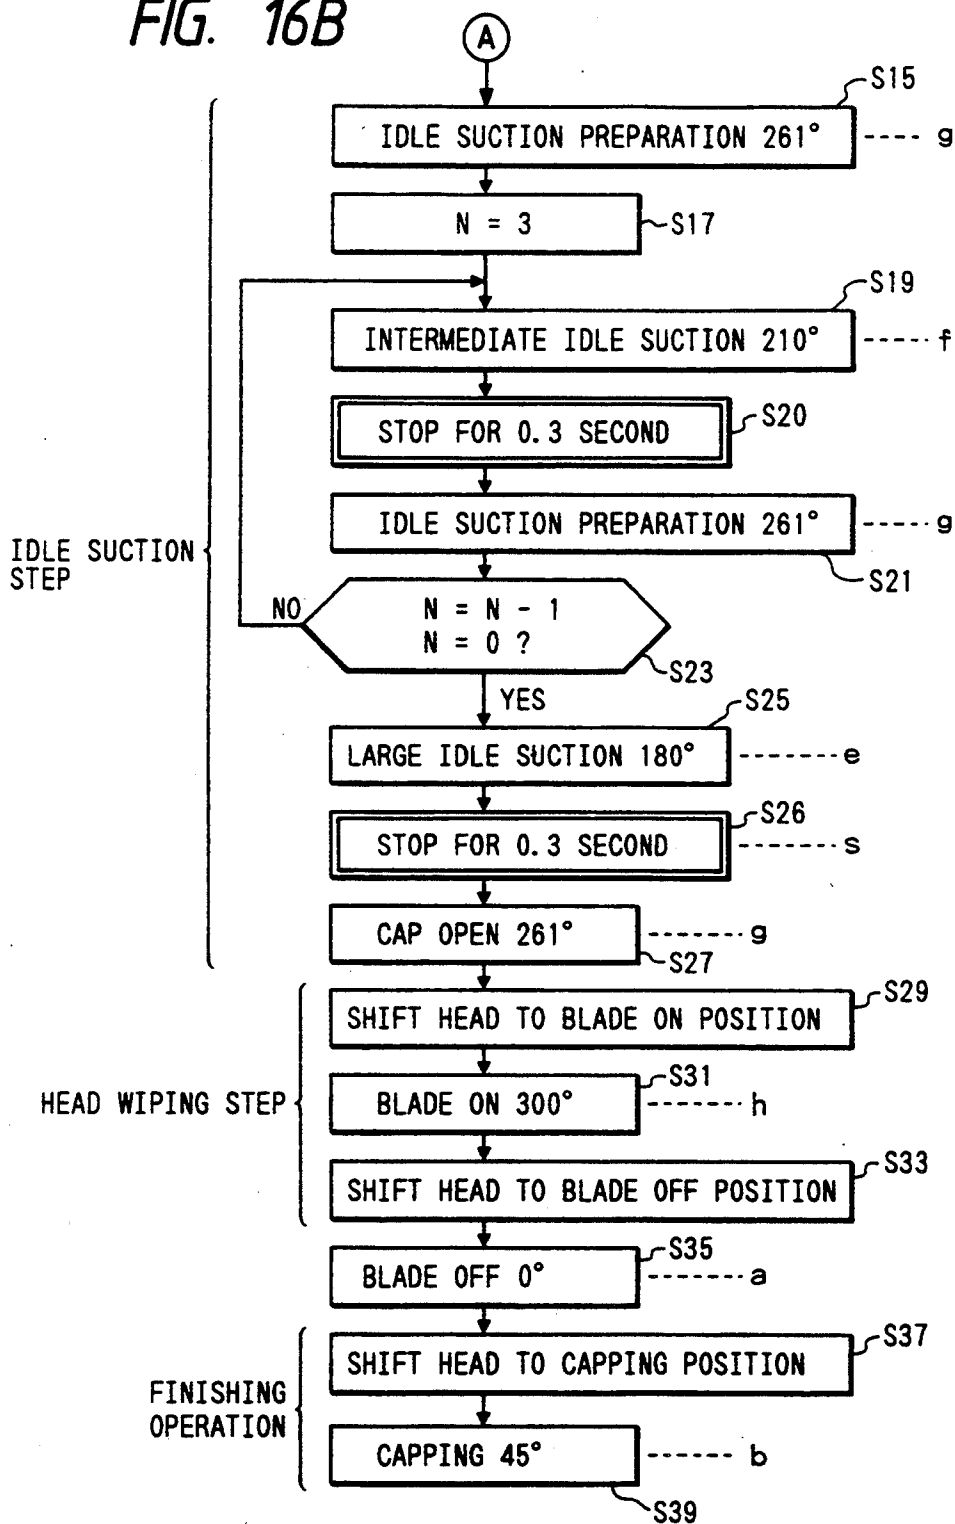 FIG. 16B
A
S15
IDLE SUCTION PREPARATION 261° ---- g
N = 3
S17
S19
INTERMEDIATE IDLE SUCTION 210° ----- f
STOP FOR 0.3 SECOND
S20
IDLE SUCTION PREPARATION 261° ----- g
S21
IDLE SUCTION
STEP
NO
N = N - 1
N = 0 ?
S23
YES
S25
LARGE IDLE SUCTION 180° ------- e
S26
STOP FOR 0.3 SECOND ------- s
CAP OPEN 261° ------- g
S27
S29
SHIFT HEAD TO BLADE ON POSITION
HEAD WIPING STEP
S31
BLADE ON 300° ------- h
S33
SHIFT HEAD TO BLADE OFF POSITION
S35
BLADE OFF 0° ------- a
S37
SHIFT HEAD TO CAPPING POSITION
FINISHING
OPERATION
CAPPING 45° ------ b
S39